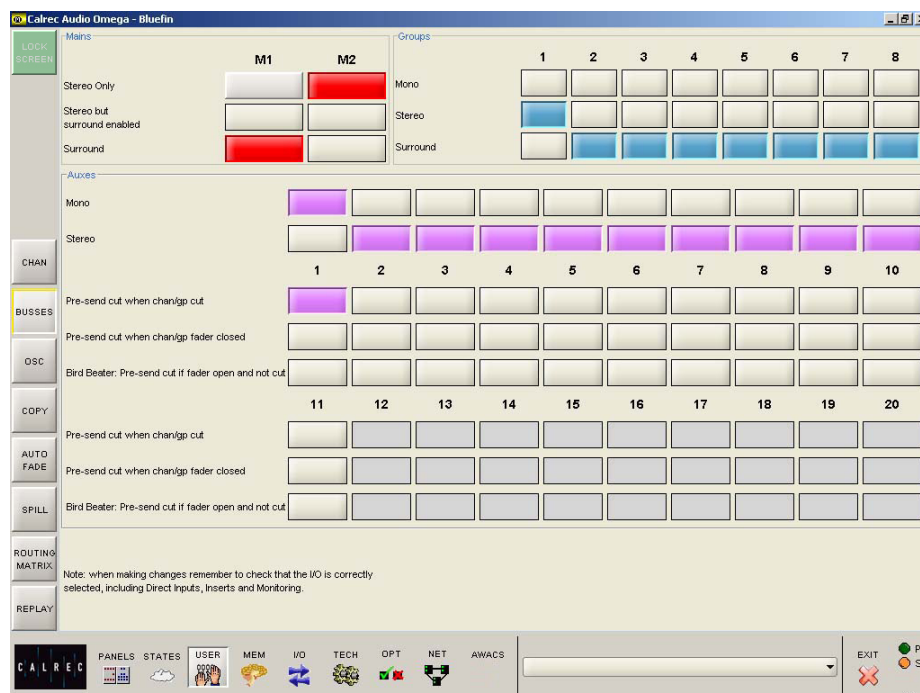 Calrec Audio Omega - Bluefin
LOCK
SCREEN
Mains
M1 M2
Stereo Only
Stereo but
surround enabled
Surround
Groups
1 2 3 4 5 6 7 8
Mono
Stereo
Surround
Auxes
Mono
Stereo
1 2 3 4 5 6 7 8 9 10
Pre-send cut when chan/gp cut
Pre-send cut when chan/gp fader closed
Bird Beater: Pre-send cut if fader open and not cut
11 12 13 14 15 16 17 18 19 20
Pre-send cut when chan/gp cut
Pre-send cut when chan/gp fader closed
Bird Beater: Pre-send cut if fader open and not cut
CHAN
BUSSES
OSC
COPY
AUTO
FADE
SPILL
ROUTING
MATRIX
REPLAY
Note: when making changes remember to check that the I/O is correctly
selected, including Direct Inputs, Inserts and Monitoring.
CALREC
PANELS STATES USER MEM I/O TECH OPT NET AWACS
EXIT
P
S